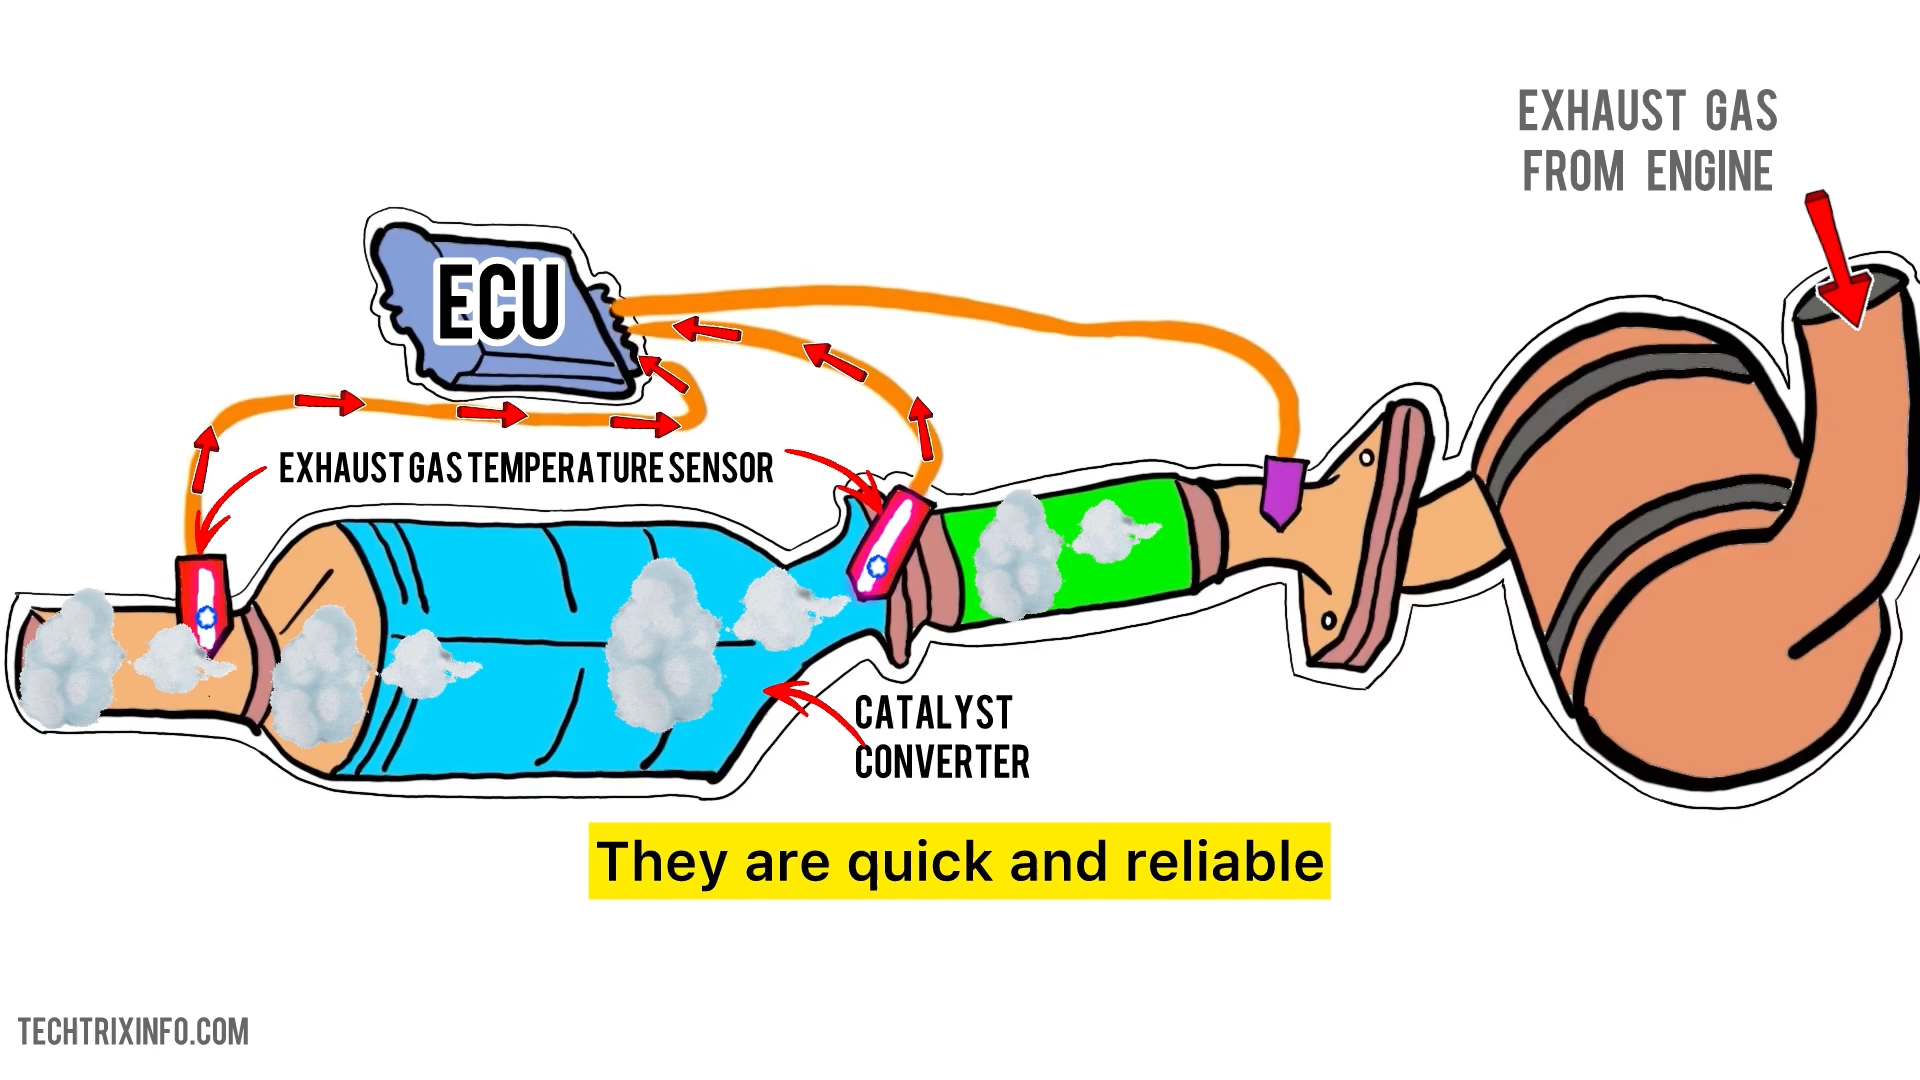 EXHAUST GAS
FROM ENGINE
ECU
EXHAUST GAS TEMPERATURE SENSOR
CATALYST
CONVERTER
They are quick and reliable
TECHTRIXINFO.COM